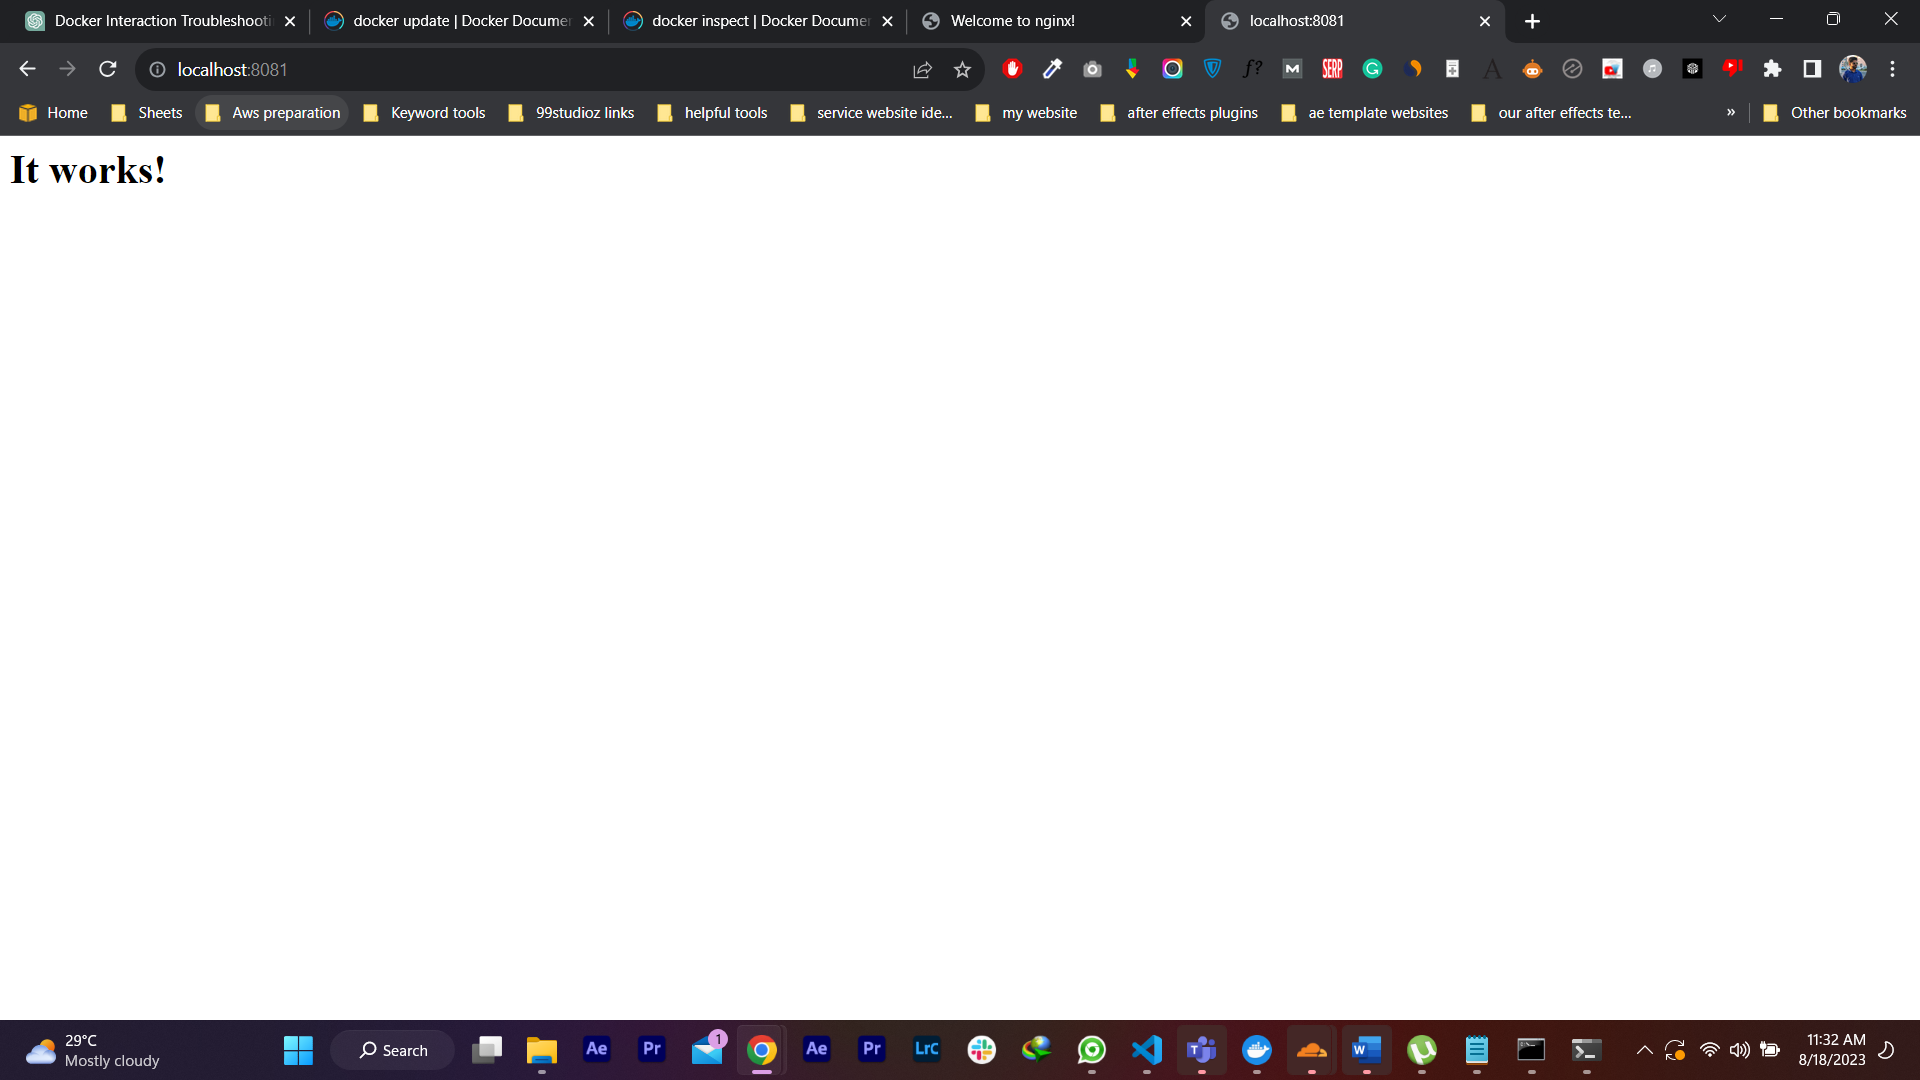 Docker Interaction Troubleshooti
docker update | Docker Documen
docker inspect | Docker Documen
Welcome to nginx!
localhost:8081
localhost:8081
f?
M
SERP
G
A
Home
Sheets
Aws preparation
Keyword tools
99studioz links
helpful tools
service website ide...
my website
after effects plugins
ae template websites
our after effects te...
»
Other bookmarks
It works!
29°C
Mostly cloudy
Search
Ae
Pr
1
Ae
Pr
LrC
W
11:32 AM
8/18/2023